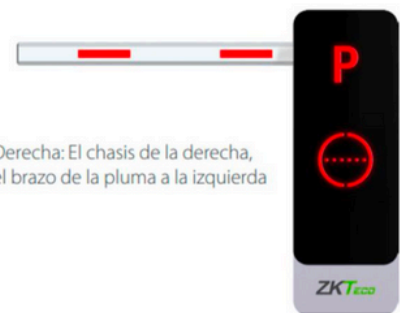 P
Derecha: El chasis de la derecha,
el brazo de la pluma a la izquierda
ZKTeco